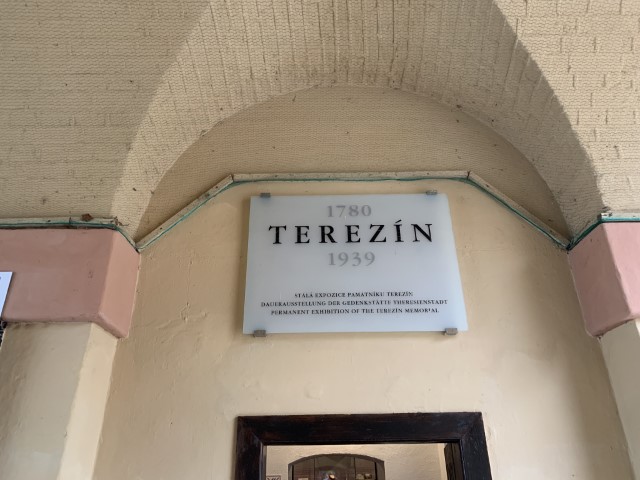 1780
TEREZÍN
1939
STÁLÁ EXPOZICE PAMÁTNÍKU TEREZÍN
DAUERAUSSTELLUNG DER GEDENKSTÄTTE THERESIENSTADT
PERMANENT EXHIBITION OF THE TEREZÍN MEMORIAL